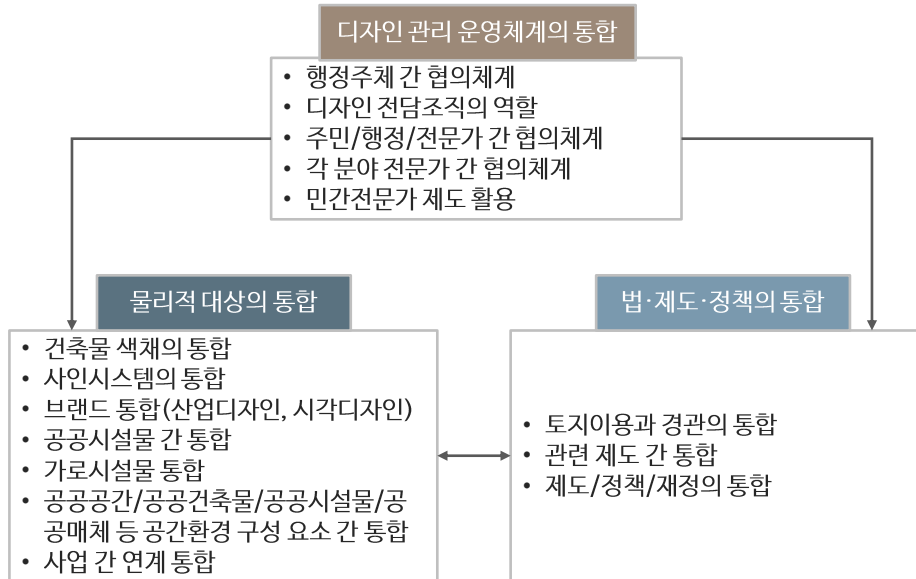 디자인 관리 운영체계의 통합
• 행정주체 간 협의체계
• 디자인 전담조직의 역할
• 주민/행정/전문가 간 협의체계
• 각 분야 전문가 간 협의체계
• 민간전문가 제도 활용
물리적 대상의 통합
• 건축물 색채의 통합
• 사인시스템의 통합
• 브랜드 통합(산업디자인, 시각디자인)
• 공공시설물 간 통합
• 가로시설물 통합
• 공공공간/공공건축물/공공시설물/공
공매체 등 공간환경 구성 요소 간 통합
• 사업 간 연계 통합
법·제도·정책의 통합
• 토지이용과 경관의 통합
• 관련 제도 간 통합
• 제도/정책/재정의 통합